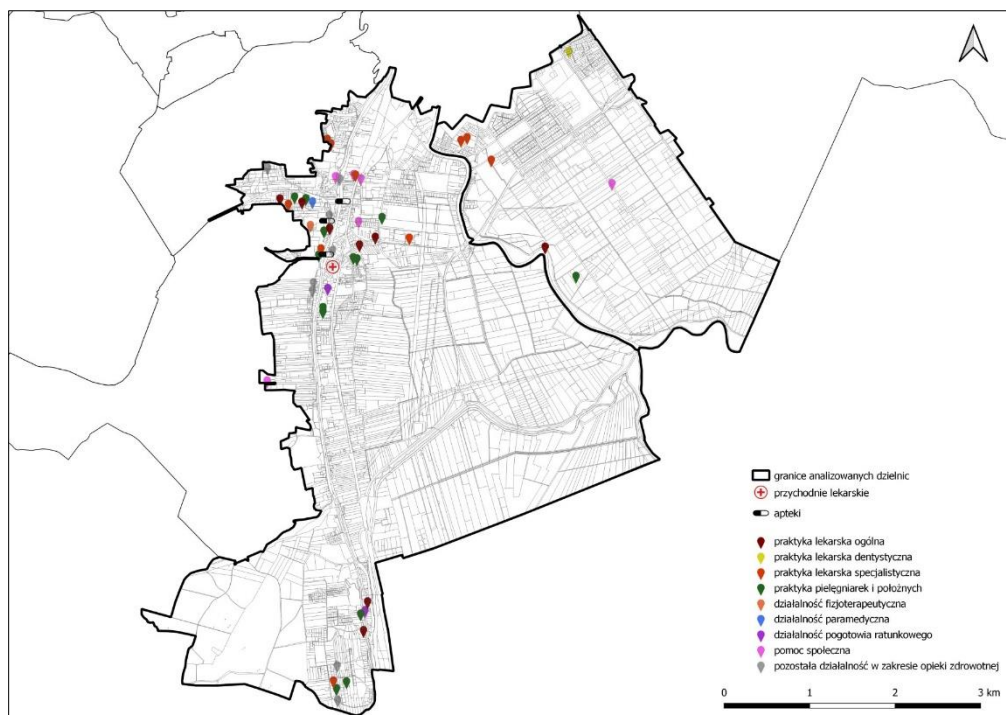 granice analizowanych dzielnic
przychodnie lekarskie
apteki
praktyka lekarska ogólna
praktyka lekarska dentystyczna
praktyka lekarska specjalistyczna
praktyka pielęgniarek i położnych
działalność fizjoterapeutyczna
działalność paramedyczna
działalność pogotowia ratunkowego
pomoc społeczna
pozostała działalność w zakresie opieki zdrowotnej
0 1 2 3 km